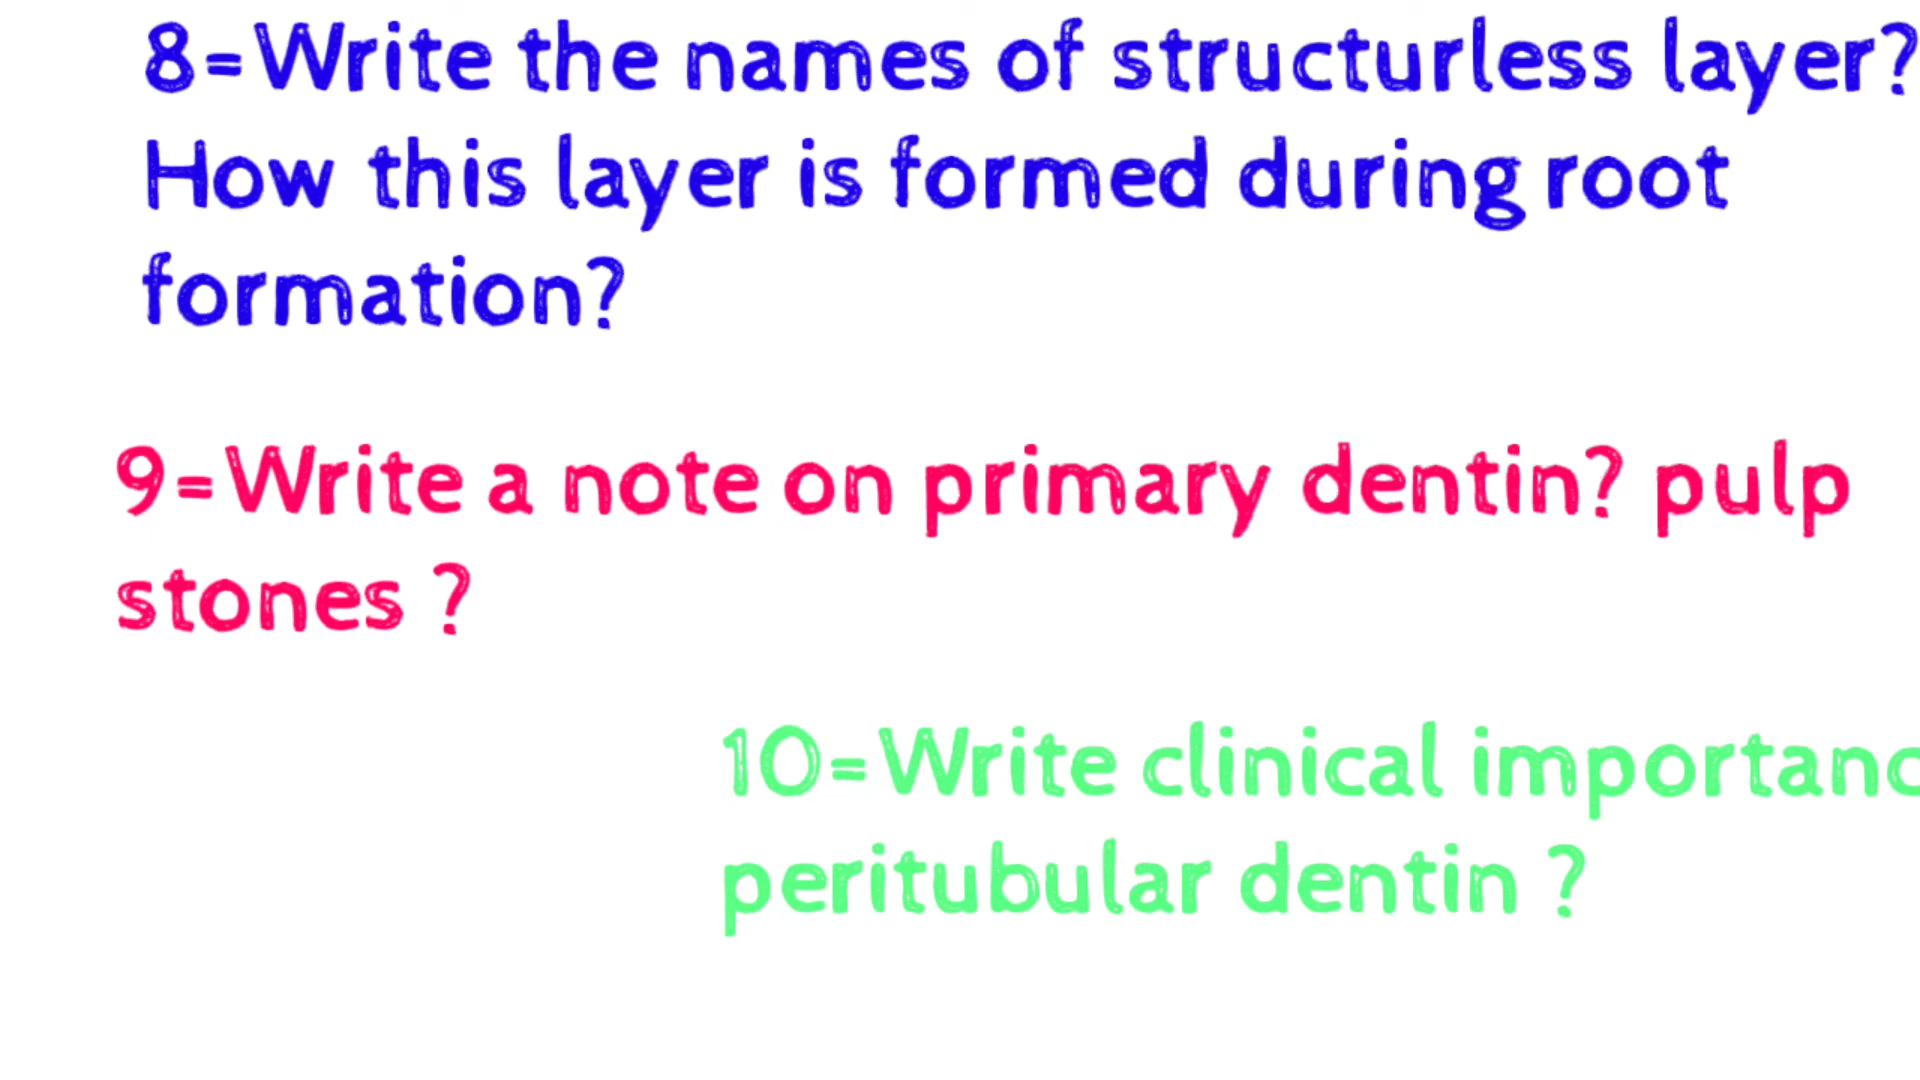 8=Write the names of structurless layer?
How this layer is formed during root
formation?
9=Write a note on primary dentin? pulp
stones ?
10=Write clinical importanc
peritubular dentin ?